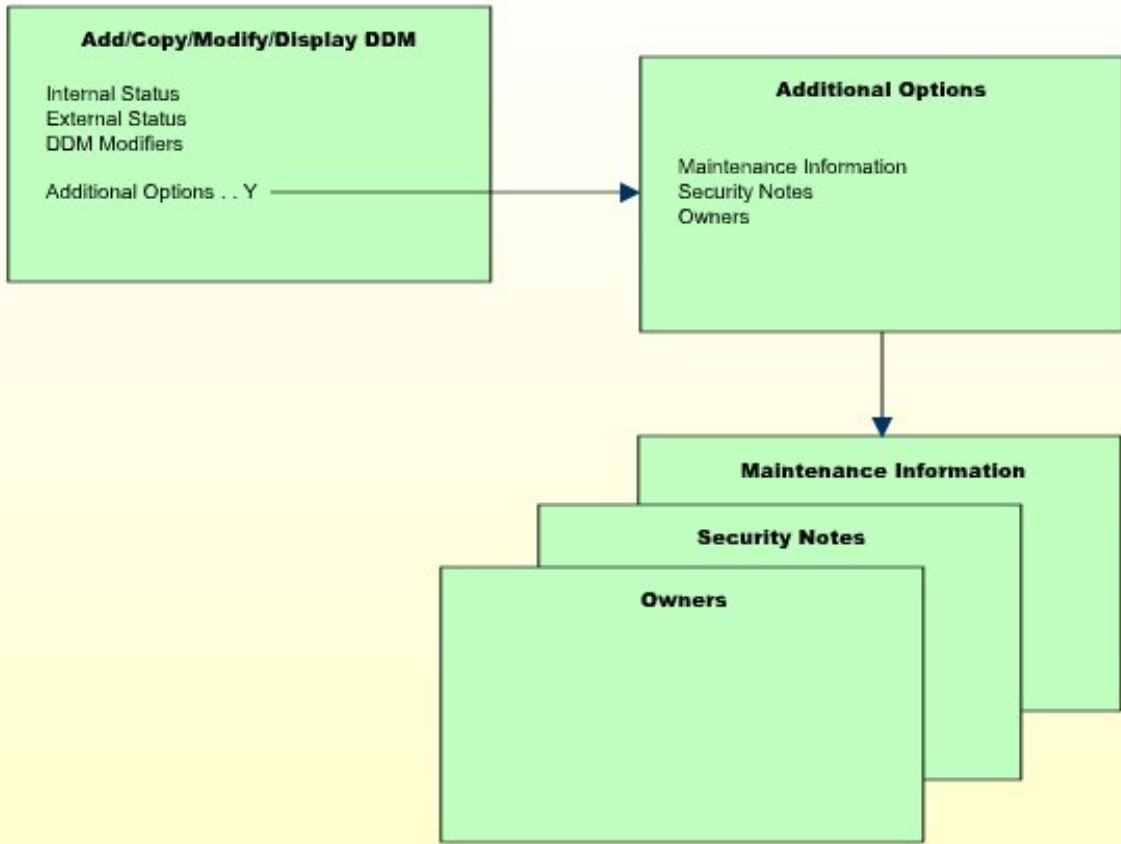 Add/Copy/Modify/Display DDM
Internal Status
External Status
DDM Modifiers
Additional Options . . Y
Additional Options
Maintenance Information
Security Notes
Owners
Maintenance Information
Security Notes
Owners